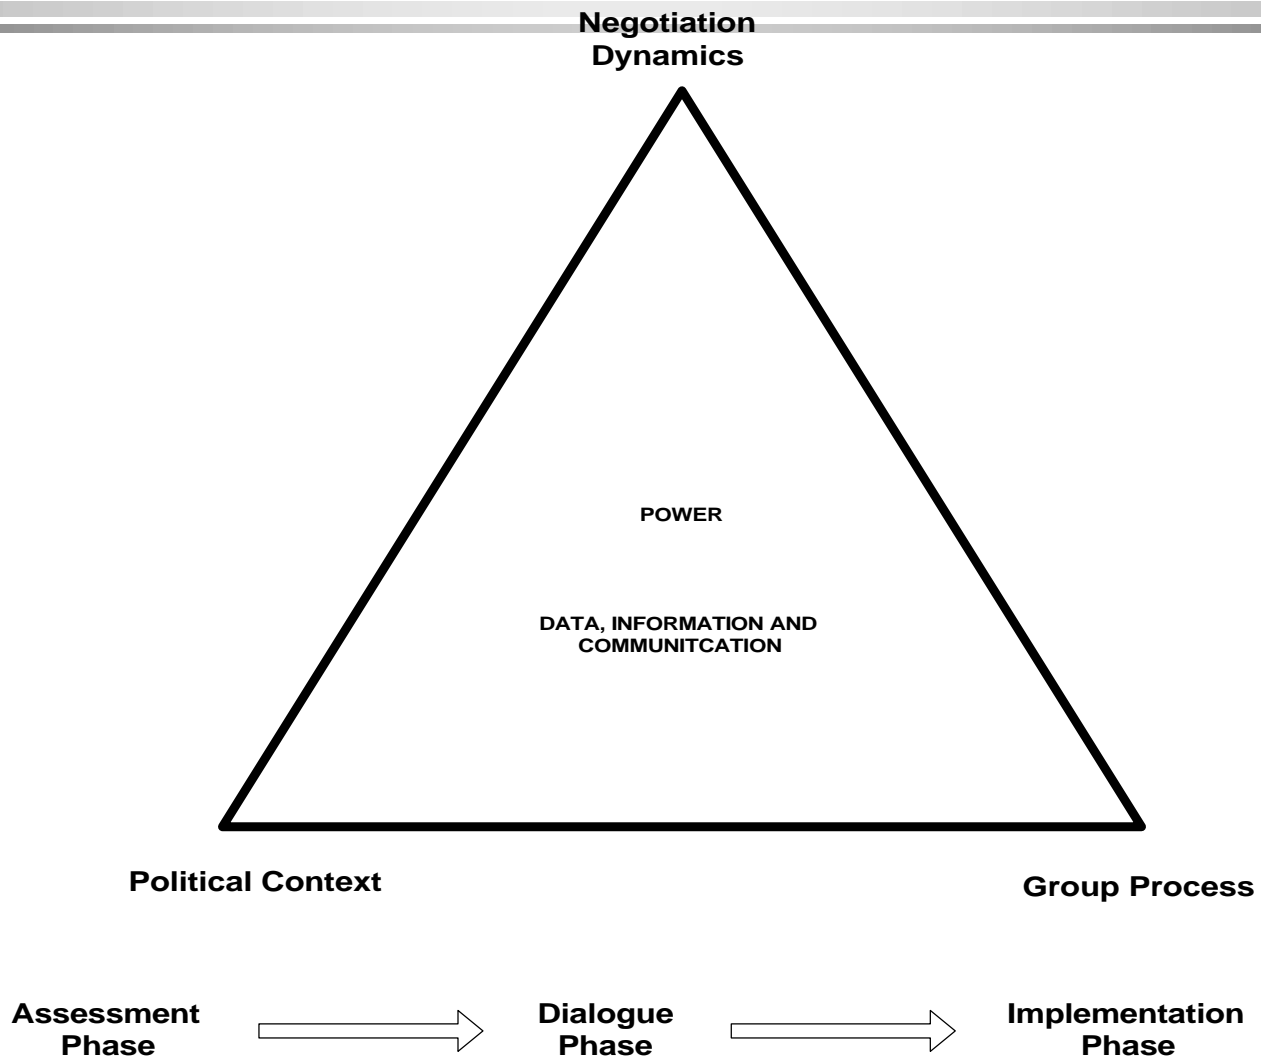 Negotiation
Dynamics
POWER
DATA, INFORMATION AND
COMMUNITCATION
Political Context
Group Process
Assessment
Phase
Dialogue
Phase
Implementation
Phase